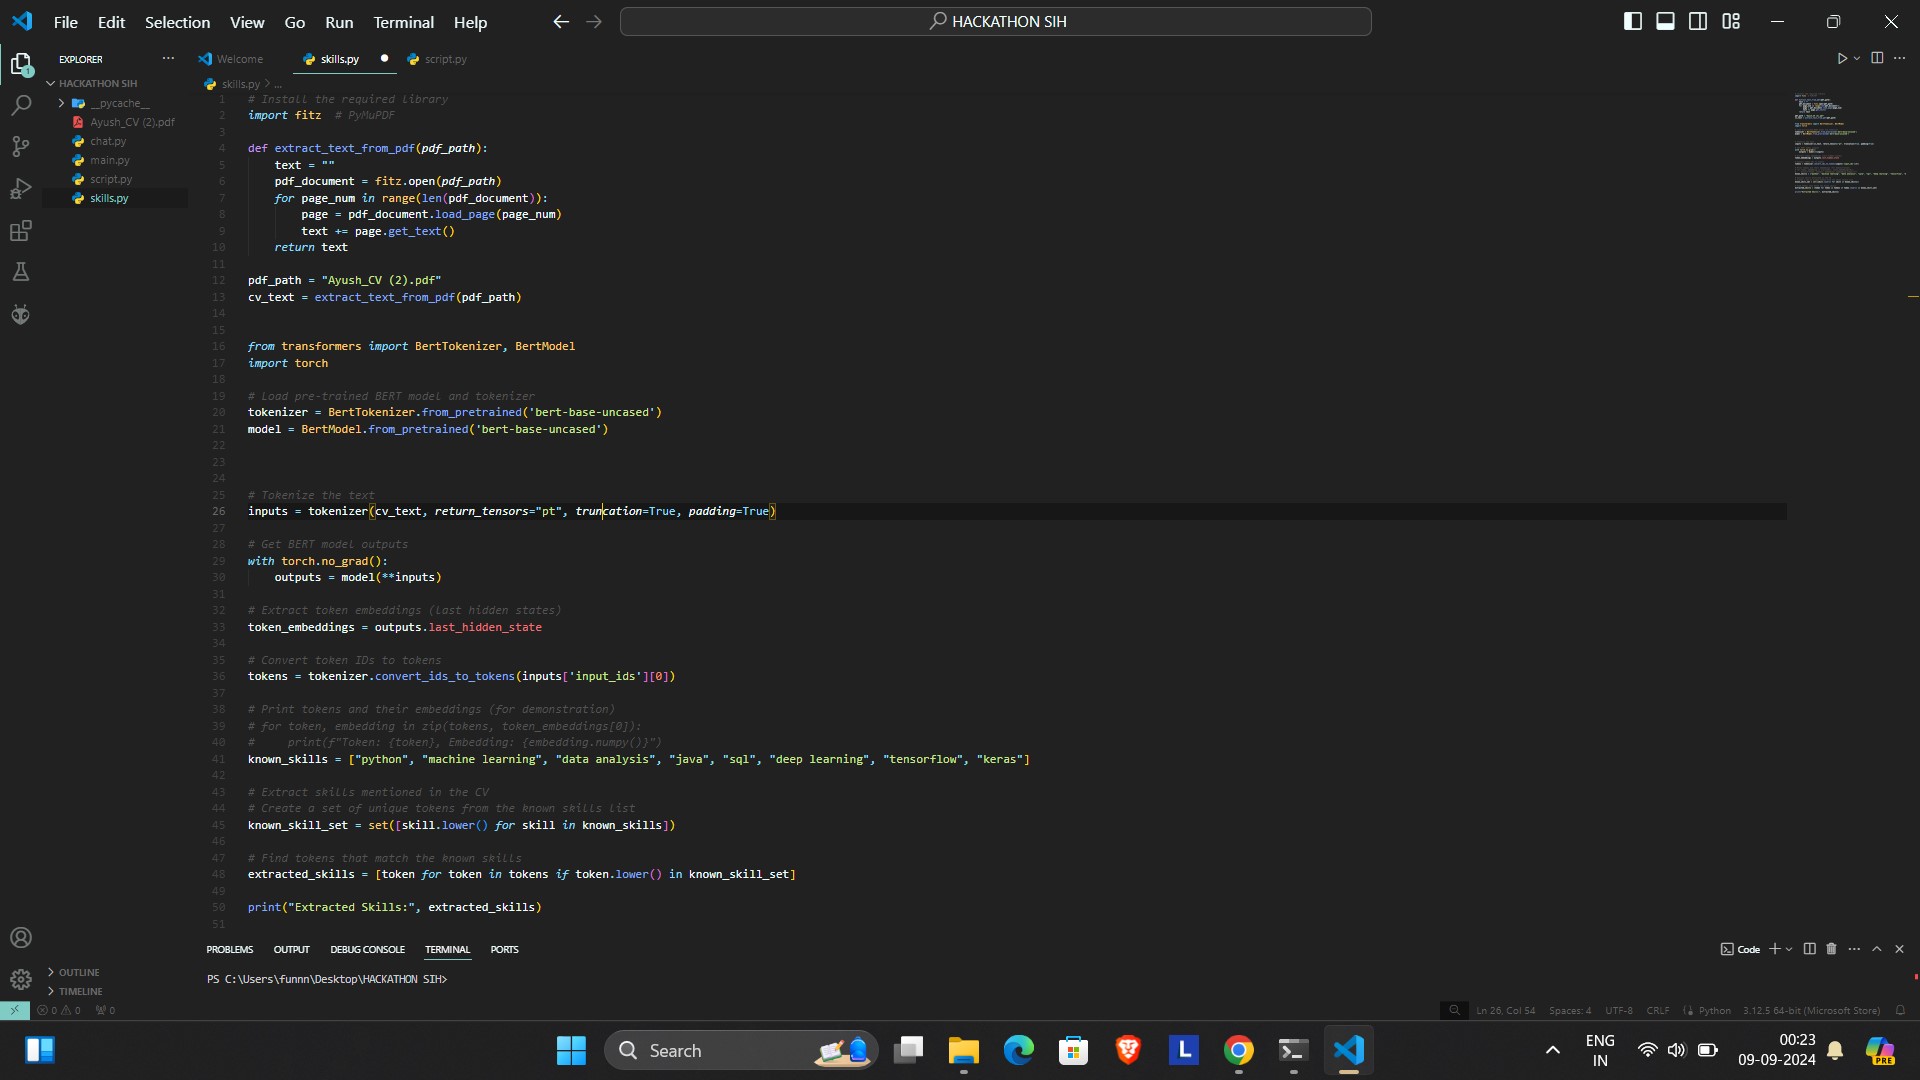 File Edit Selection View Go Run Terminal Help
HACKATHON SIH
EXPLORER
Welcome
skills.py
script.py
HACKATHON SIH
__pycache__
Ayush_CV (2).pdf
chat.py
main.py
script.py
skills.py
OUTLINE
TIMELINE
skills.py > ...
1 # Install the required library
2 import fitz  # PyMuPDF
3
4 def extract_text_from_pdf(pdf_path):
5     text = ""
6     pdf_document = fitz.open(pdf_path)
7     for page_num in range(len(pdf_document)):
8         page = pdf_document.load_page(page_num)
9         text += page.get_text()
10     return text
11
12 pdf_path = "Ayush_CV (2).pdf"
13 cv_text = extract_text_from_pdf(pdf_path)
14
15
16 from transformers import BertTokenizer, BertModel
17 import torch
18
19 # Load pre-trained BERT model and tokenizer
20 tokenizer = BertTokenizer.from_pretrained('bert-base-uncased')
21 model = BertModel.from_pretrained('bert-base-uncased')
22
23
24
25 # Tokenize the text
26 inputs = tokenizer(cv_text, return_tensors="pt", truncation=True, padding=True)
27
28 # Get BERT model outputs
29 with torch.no_grad():
30     outputs = model(**inputs)
31
32 # Extract token embeddings (last hidden states)
33 token_embeddings = outputs.last_hidden_state
34
35 # Convert token IDs to tokens
36 tokens = tokenizer.convert_ids_to_tokens(inputs['input_ids'][0])
37
38 # Print tokens and their embeddings (for demonstration)
39 # for token, embedding in zip(tokens, token_embeddings[0]):
40 #     print(f"Token: {token}, Embedding: {embedding.numpy()}")
41 known_skills = ["python", "machine learning", "data analysis", "java", "sql", "deep learning", "tensorflow", "keras"]
42
43 # Extract skills mentioned in the CV
44 # Create a set of unique tokens from the known skills list
45 known_skill_set = set([skill.lower() for skill in known_skills])
46
47 # Find tokens that match the known skills
48 extracted_skills = [token for token in tokens if token.lower() in known_skill_set]
49
50 print("Extracted Skills:", extracted_skills)
51
PROBLEMS OUTPUT DEBUG CONSOLE TERMINAL PORTS
Code
PS C:\Users\funnn\Desktop\HACKATHON SIH>
0 0 0
Ln 26, Col 54 Spaces: 4 UTF-8 CRLF Python 3.12.5 64-bit (Microsoft Store)
Search
L
ENG
IN
00:23
09-09-2024
PRE